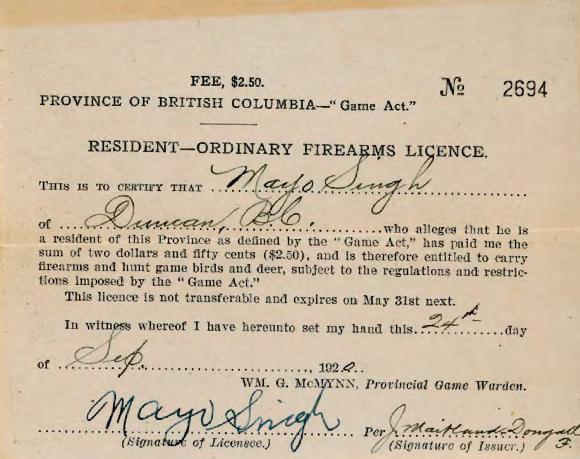 FEE, $2.50.
Nº 2694
PROVINCE OF BRITISH COLUMBIA—"Game Act."
RESIDENT—ORDINARY FIREARMS LICENCE.
THIS IS TO CERTIFY THAT Mayo Singh
of Duncan, B.C. who alleges that he is
a resident of this Province as defined by the "Game Act," has paid me the
sum of two dollars and fifty cents ($2.50), and is therefore entitled to carry
firearms and hunt game birds and deer, subject to the regulations and restric-
tions imposed by the "Game Act."
This licence is not transferable and expires on May 31st next.
In witness whereof I have hereunto set my hand this 24th day
of Sep. , 1920.
WM. G. McMYNN, Provincial Game Warden.
Mayo Singh Per J. Maitland-Dougall
(Signature of Licensee.) (Signature of Issuer.)